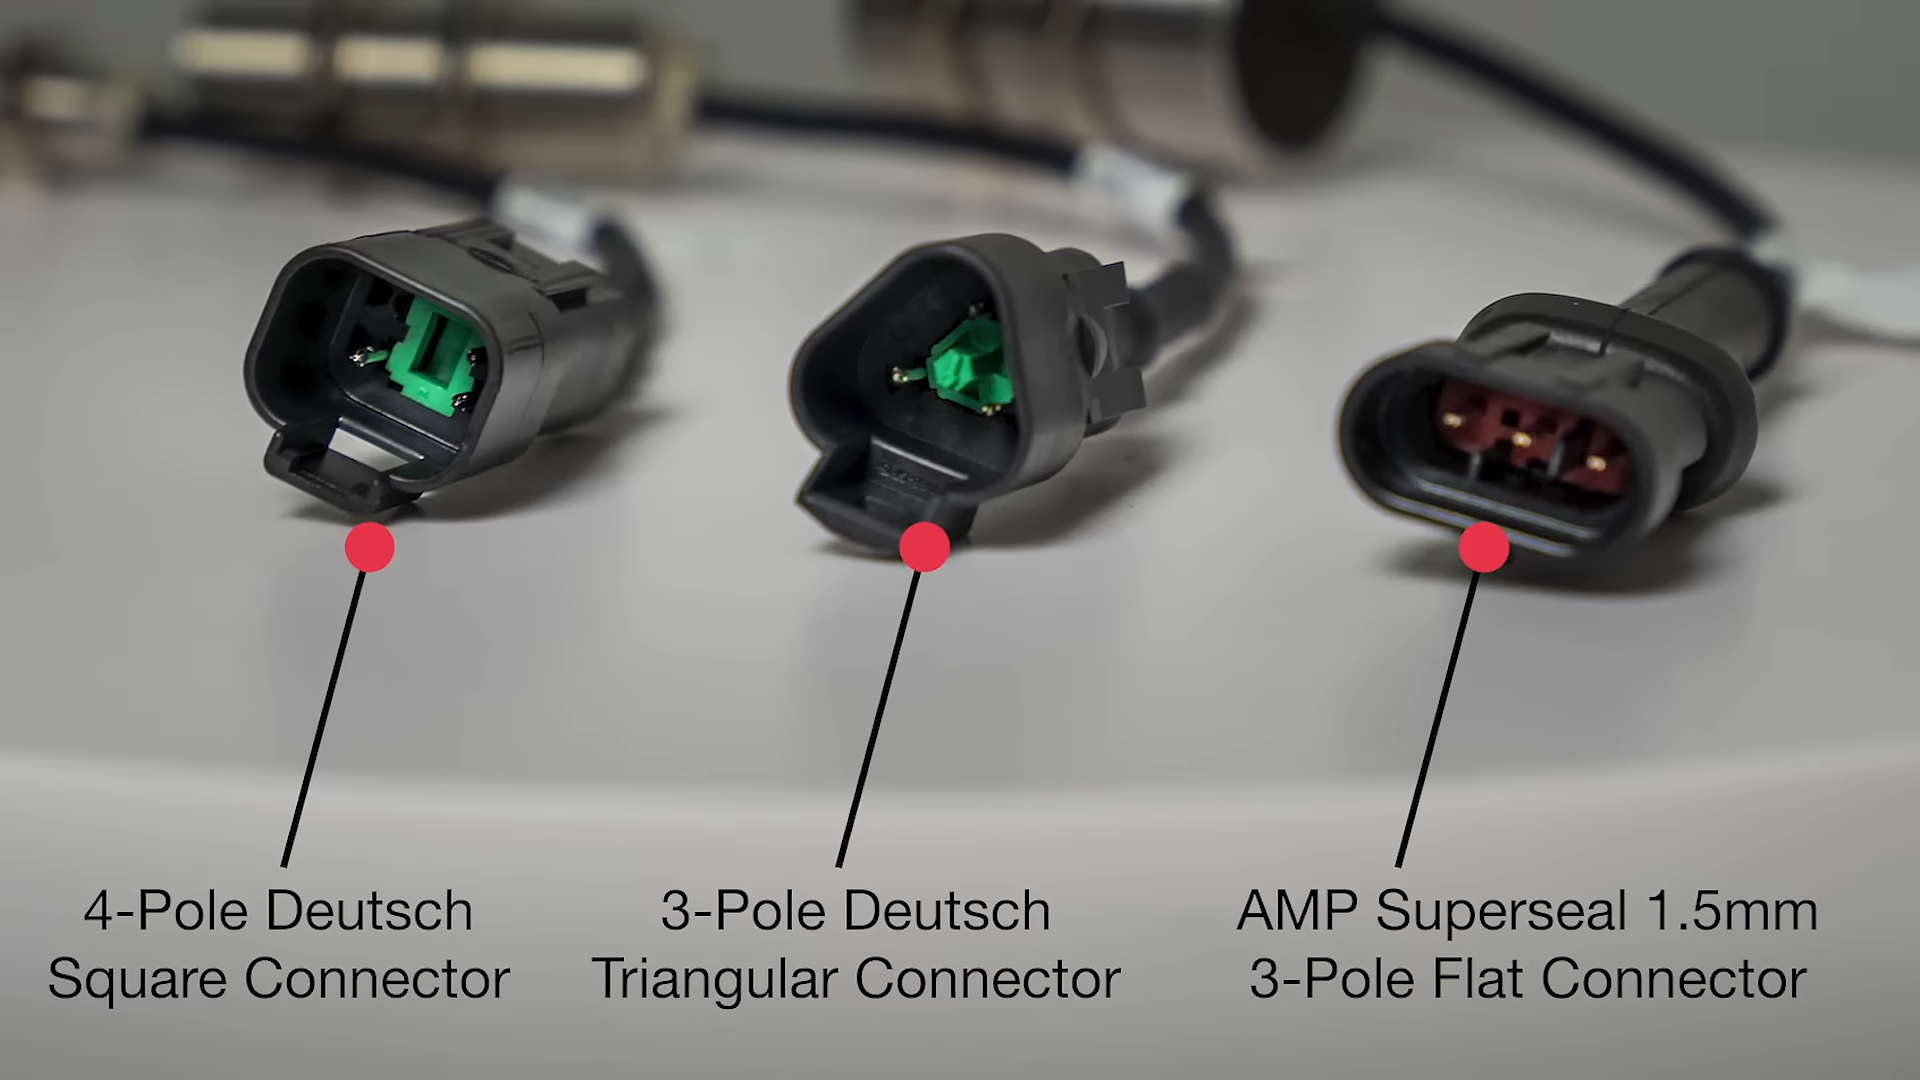 4-Pole Deutsch
Square Connector
3-Pole Deutsch
Triangular Connector
AMP Superseal 1.5mm
3-Pole Flat Connector